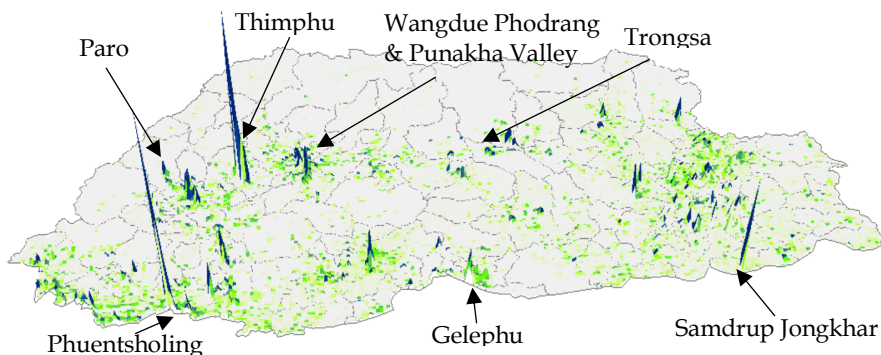 Thimphu
Wangdue Phodrang
& Punakha Valley
Trongsa
Paro
Phuentsholing
Gelephu
Samdrup Jongkhar